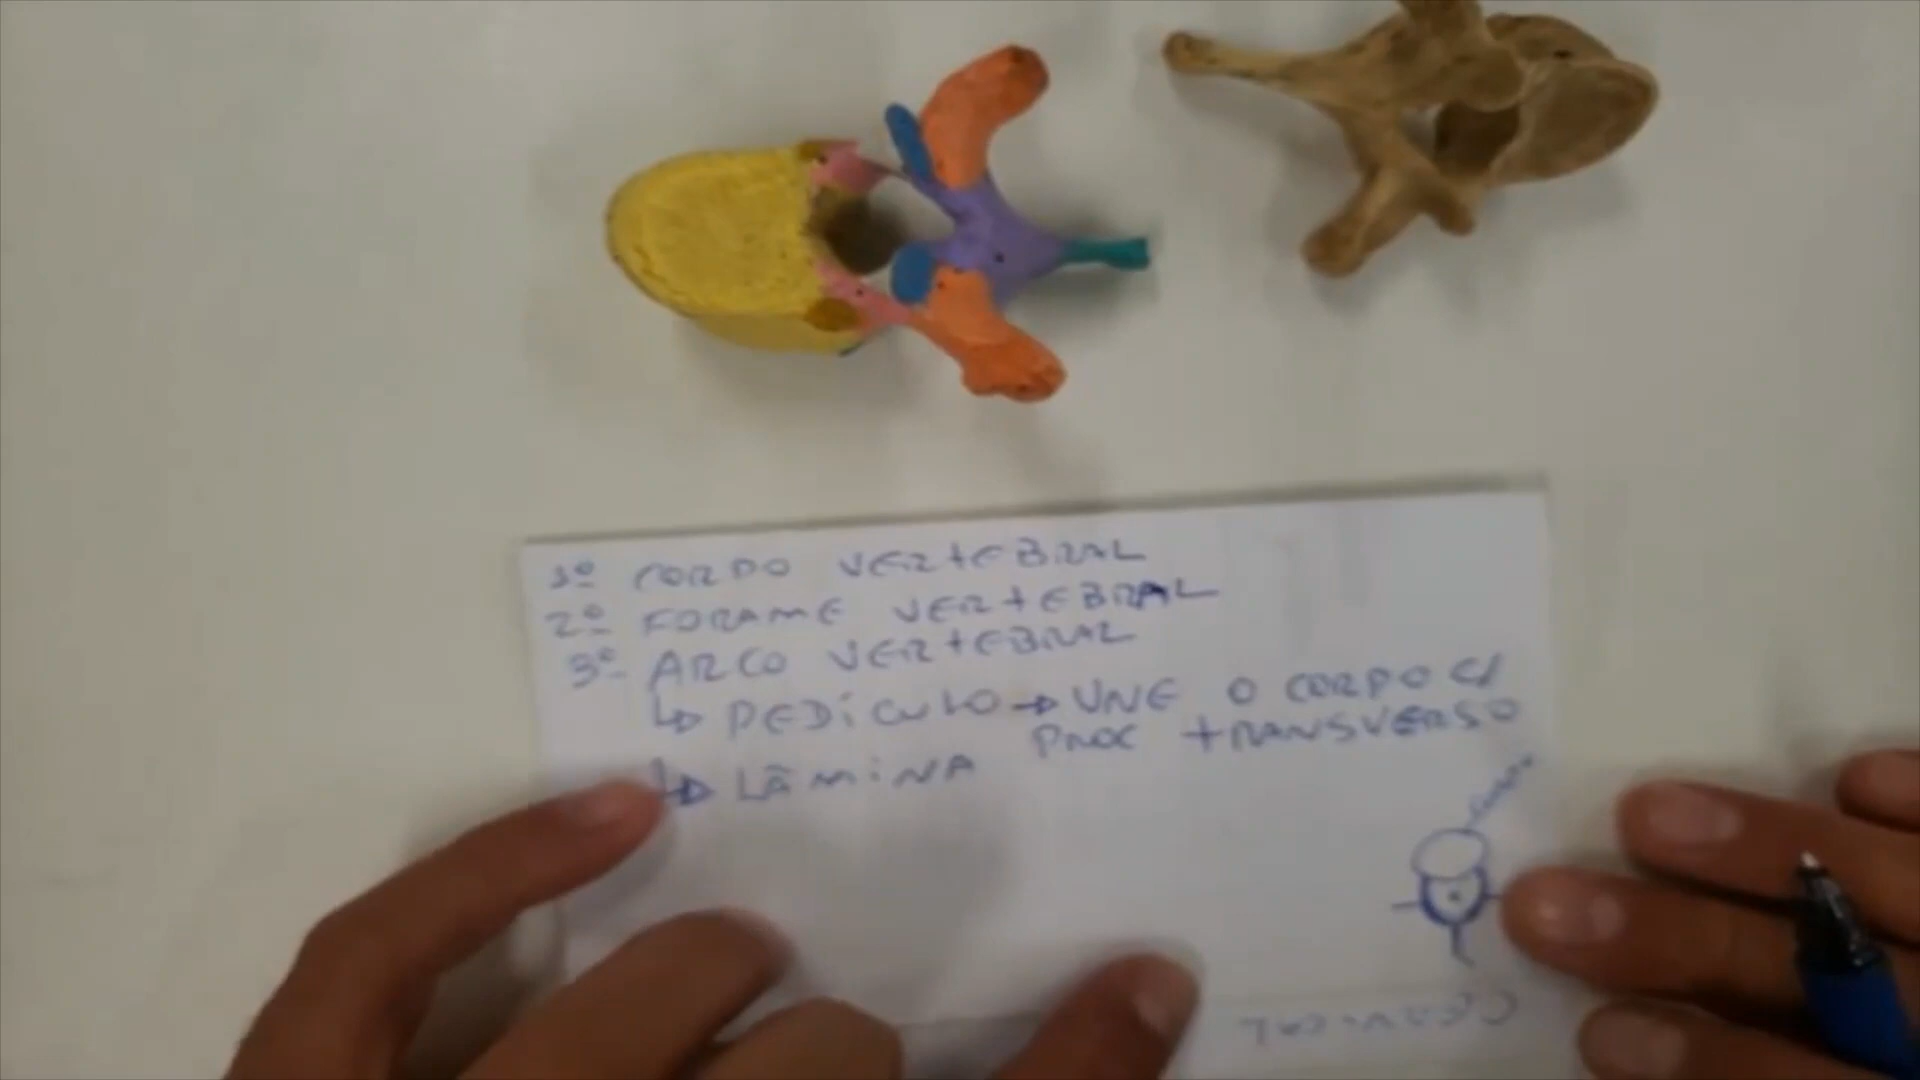 1º CORPO VERTEBRAL
2º FORAME VERTEBRAL
3º ARCO VERTEBRAL
↳ PEDÍCULO → UNE O CORPO C/
PROC TRANSVERSO
↳ LÂMINA